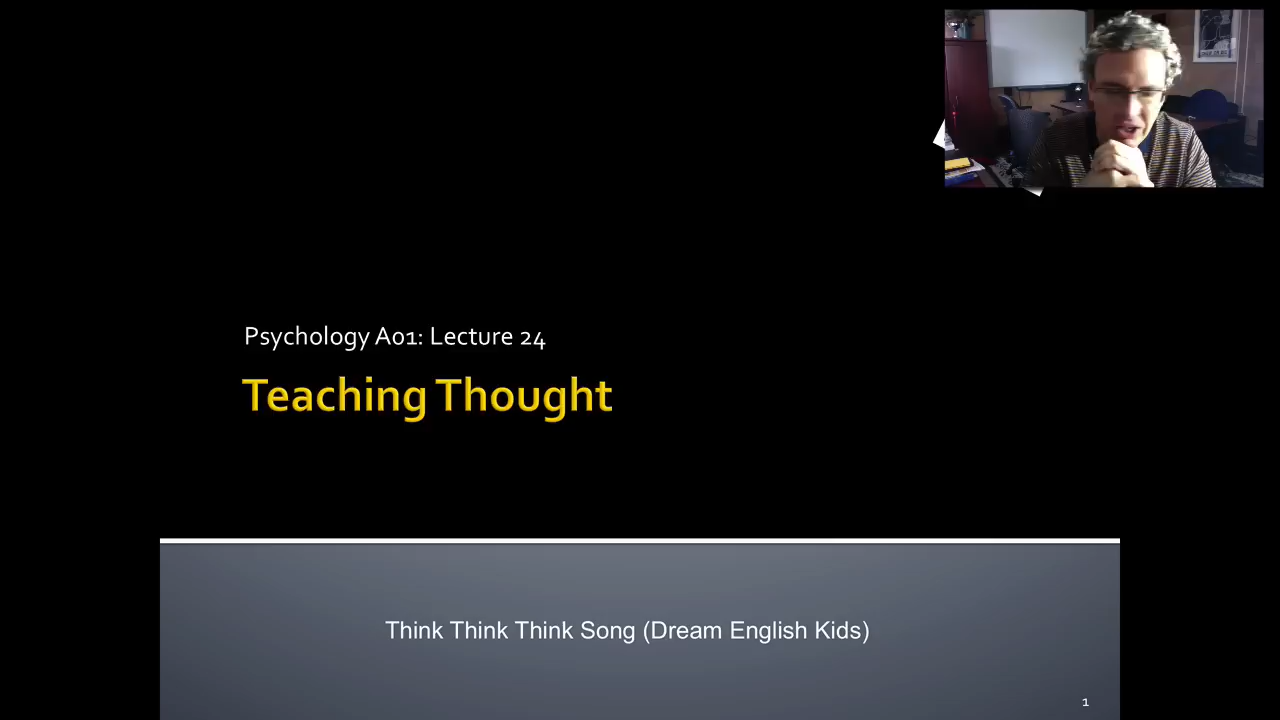 Psychology A01: Lecture 24
Teaching Thought
Think Think Think Song (Dream English Kids)
1